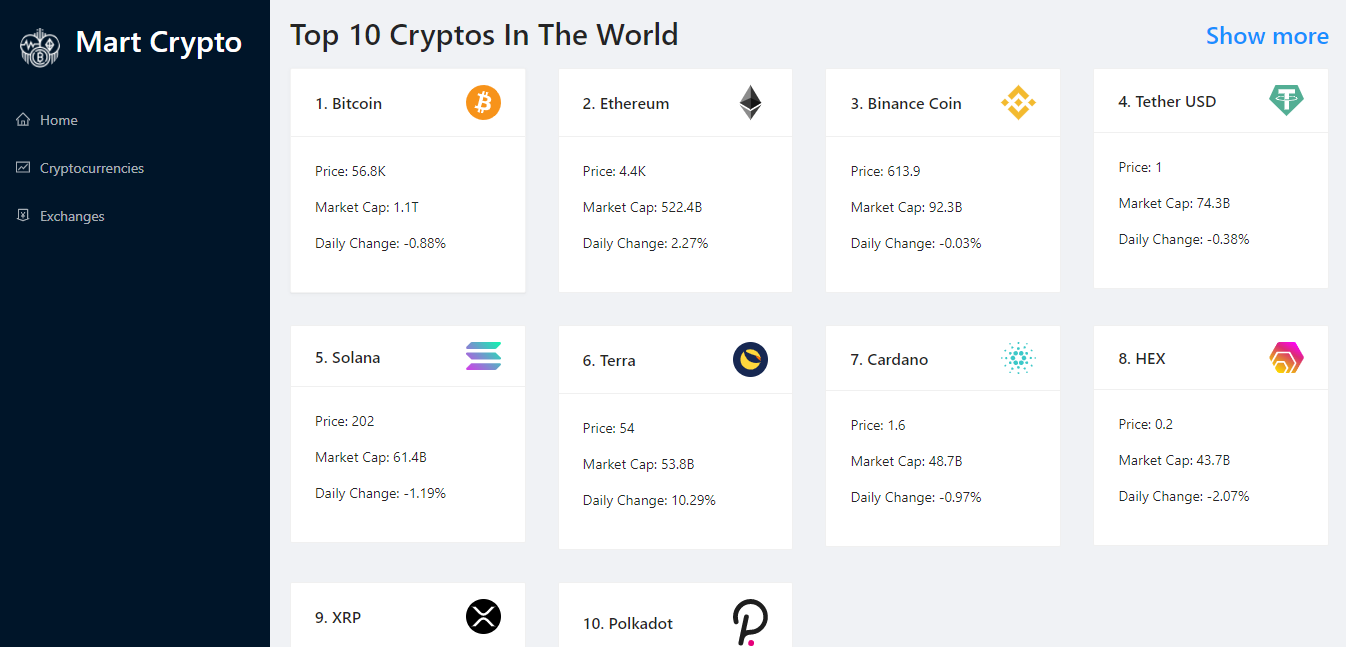 Mart Crypto
Home
Cryptocurrencies
Exchanges
Top 10 Cryptos In The World
Show more
1. Bitcoin
Price: 56.8K
Market Cap: 1.1T
Daily Change: -0.88%
2. Ethereum
Price: 4.4K
Market Cap: 522.4B
Daily Change: 2.27%
3. Binance Coin
Price: 613.9
Market Cap: 92.3B
Daily Change: -0.03%
4. Tether USD
Price: 1
Market Cap: 74.3B
Daily Change: -0.38%
5. Solana
Price: 202
Market Cap: 61.4B
Daily Change: -1.19%
6. Terra
Price: 54
Market Cap: 53.8B
Daily Change: 10.29%
7. Cardano
Price: 1.6
Market Cap: 48.7B
Daily Change: -0.97%
8. HEX
Price: 0.2
Market Cap: 43.7B
Daily Change: -2.07%
9. XRP
10. Polkadot